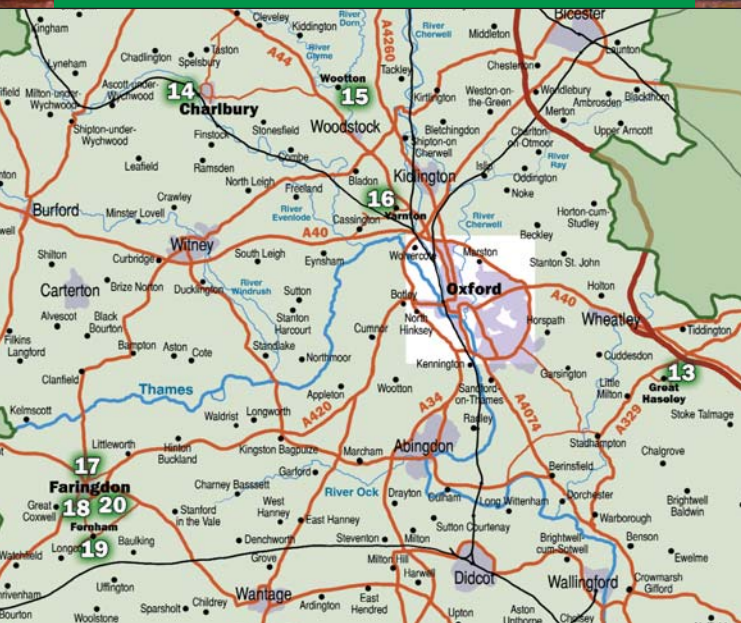 Kingham
Cleveley
Kiddington
River
Dorn
A4260
River
Cherwell
Middleton
Bicester
Launton
Lyneham
Chadlington
Taston
Spelsbury
A44
River
Glyme
Chesterton
Milton-under-
Wychwood
Ascott-under-
Wychwood
14
Charlbury
Wootton
15
Tackley
Kirtlington
Weston-on-
the-Green
Wendlebury
Merton
Ambrosden
Blackthorn
Shipton-under-
Wychwood
Finstock
Stonesfield
Woodstock
Bletchingdon
Shipton-on
Cherwell
Charlton-
on-Otmoor
Upper Arncott
Leafield
Ramsden
Combe
Islip
River
Ray
Oddington
Noke
North Leigh
Freeland
Bladon
Kidlington
16
Yarnton
Burford
Crawley
Minster Lovell
River
Evenlode
Cassington
River
Cherwell
Horton-cum-
Studley
Beckley
Witney
A40
Shilton
Curbridge
South Leigh
Eynsham
Wolvercote
Marston
Stanton St. John
Carterton
Brize Norton
Ducklington
River
Windrush
Sutton
Botley
Oxford
A40
Holton
Alvescot
Black
Bourton
Stanton
Harcourt
Cumnor
North
Hinksey
Horspath
Wheatley
Tiddington
Filkins
Langford
Bampton
Aston
Cote
Standlake
Northmoor
Kennington
Garsington
Cuddesdon
13
Great
Hasoley
Clanfield
Thames
Appleton
Wootton
Sandford-
on-Thames
Little
Milton
Kelmscott
Waldrist
Longworth
A420
A34
Radley
A4074
A329
Stoke Talmage
Stadhampton
17
Littleworth
Hinton
Buckland
Kingston Bagpuize
Marcham
Abingdon
Chalgrove
Faringdon
Garford
Berinsfield
Great
Coxwell
18
20
Charney Basssett
River Ock
Drayton
Culham
Long Wittenham
Dorchester
Brightwell
Baldwin
Fornham
19
Stanford
in the Vale
West
Hanney
East Hanney
Sutton Courtenay
Warborough
Baulking
Denchworth
Steventon
Milton
Brightwell-
cum-Sotwell
Benson
Ewelme
Grove
Milton Hill
Harwell
Didcot
Wallingford
Crowmarsh
Gifford
Uffington
Wantage
Sparsholt
Childrey
Ardington
East
Hendred
Upton
Aston
Woolstone